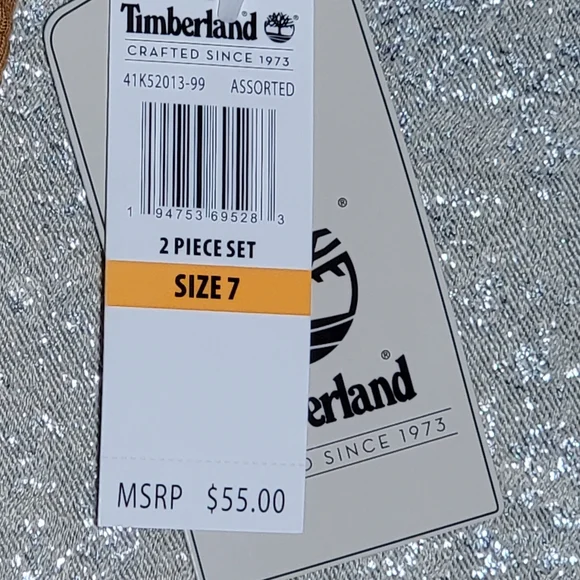 Timberland®
CRAFTED SINCE 1973
41K52013-99 ASSORTED
1 94753 69528 3
2 PIECE SET
SIZE 7
MSRP $55.00
®
®
erland
SINCE 1973